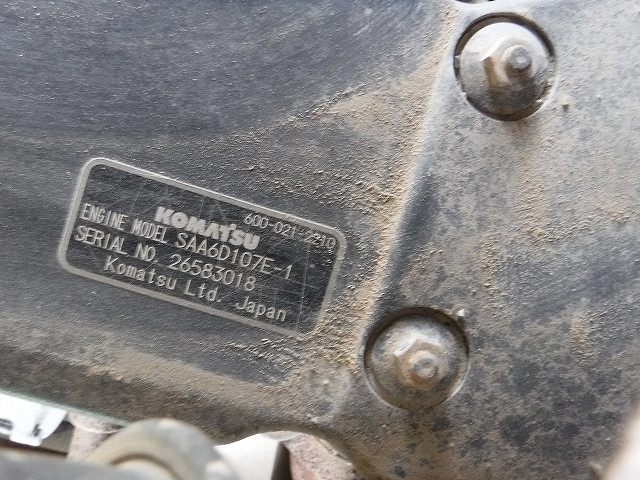 KOMATSU 600-021-2210
ENGINE MODEL SAA6D107E-1
SERIAL NO. 26583018
Komatsu Ltd. Japan